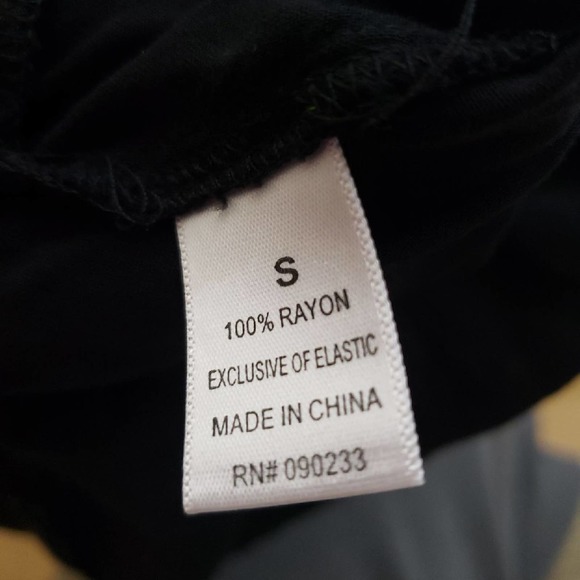 S
100% RAYON
EXCLUSIVE OF ELASTIC
MADE IN CHINA
RN# 090233